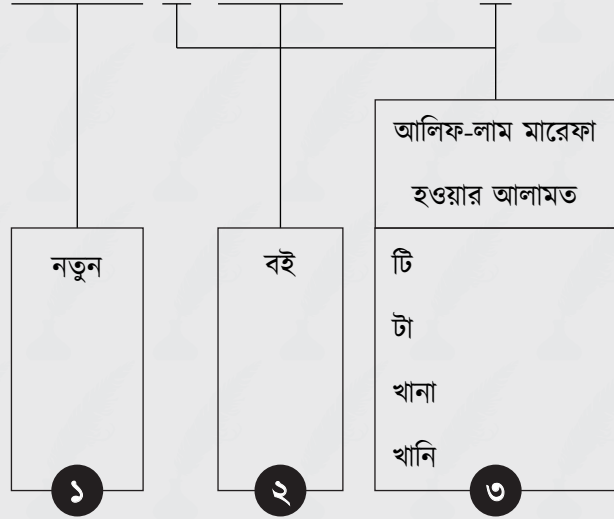 আলিফ-লাম মারেফা
হওয়ার আলামত
নতুন
বই
টি
টা
খানা
খানি
১
২
৩